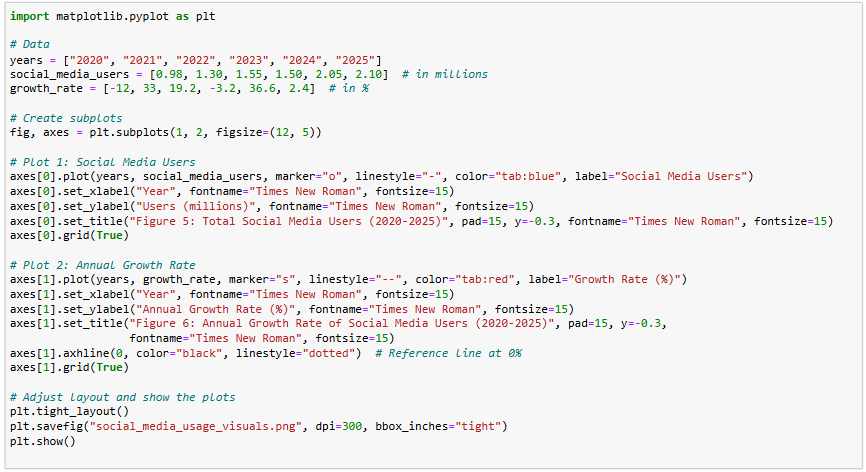 import matplotlib.pyplot as plt

# Data
years = ["2020", "2021", "2022", "2023", "2024", "2025"]
social_media_users = [0.98, 1.30, 1.55, 1.50, 2.05, 2.10]  # in millions
growth_rate = [-12, 33, 19.2, -3.2, 36.6, 2.4]  # in %

# Create subplots
fig, axes = plt.subplots(1, 2, figsize=(12, 5))

# Plot 1: Social Media Users
axes[0].plot(years, social_media_users, marker="o", linestyle="-", color="tab:blue", label="Social Media Users")
axes[0].set_xlabel("Year", fontname="Times New Roman", fontsize=15)
axes[0].set_ylabel("Users (millions)", fontname="Times New Roman", fontsize=15)
axes[0].set_title("Figure 5: Total Social Media Users (2020-2025)", pad=15, y=-0.3, fontname="Times New Roman", fontsize=15)
axes[0].grid(True)

# Plot 2: Annual Growth Rate
axes[1].plot(years, growth_rate, marker="s", linestyle="--", color="tab:red", label="Growth Rate (%)")
axes[1].set_xlabel("Year", fontname="Times New Roman", fontsize=15)
axes[1].set_ylabel("Annual Growth Rate (%)", fontname="Times New Roman", fontsize=15)
axes[1].set_title("Figure 6: Annual Growth Rate of Social Media Users (2020-2025)", pad=15, y=-0.3,
                  fontname="Times New Roman", fontsize=15)
axes[1].axhline(0, color="black", linestyle="dotted")  # Reference line at 0%
axes[1].grid(True)

# Adjust layout and show the plots
plt.tight_layout()
plt.savefig("social_media_usage_visuals.png", dpi=300, bbox_inches="tight")
plt.show()